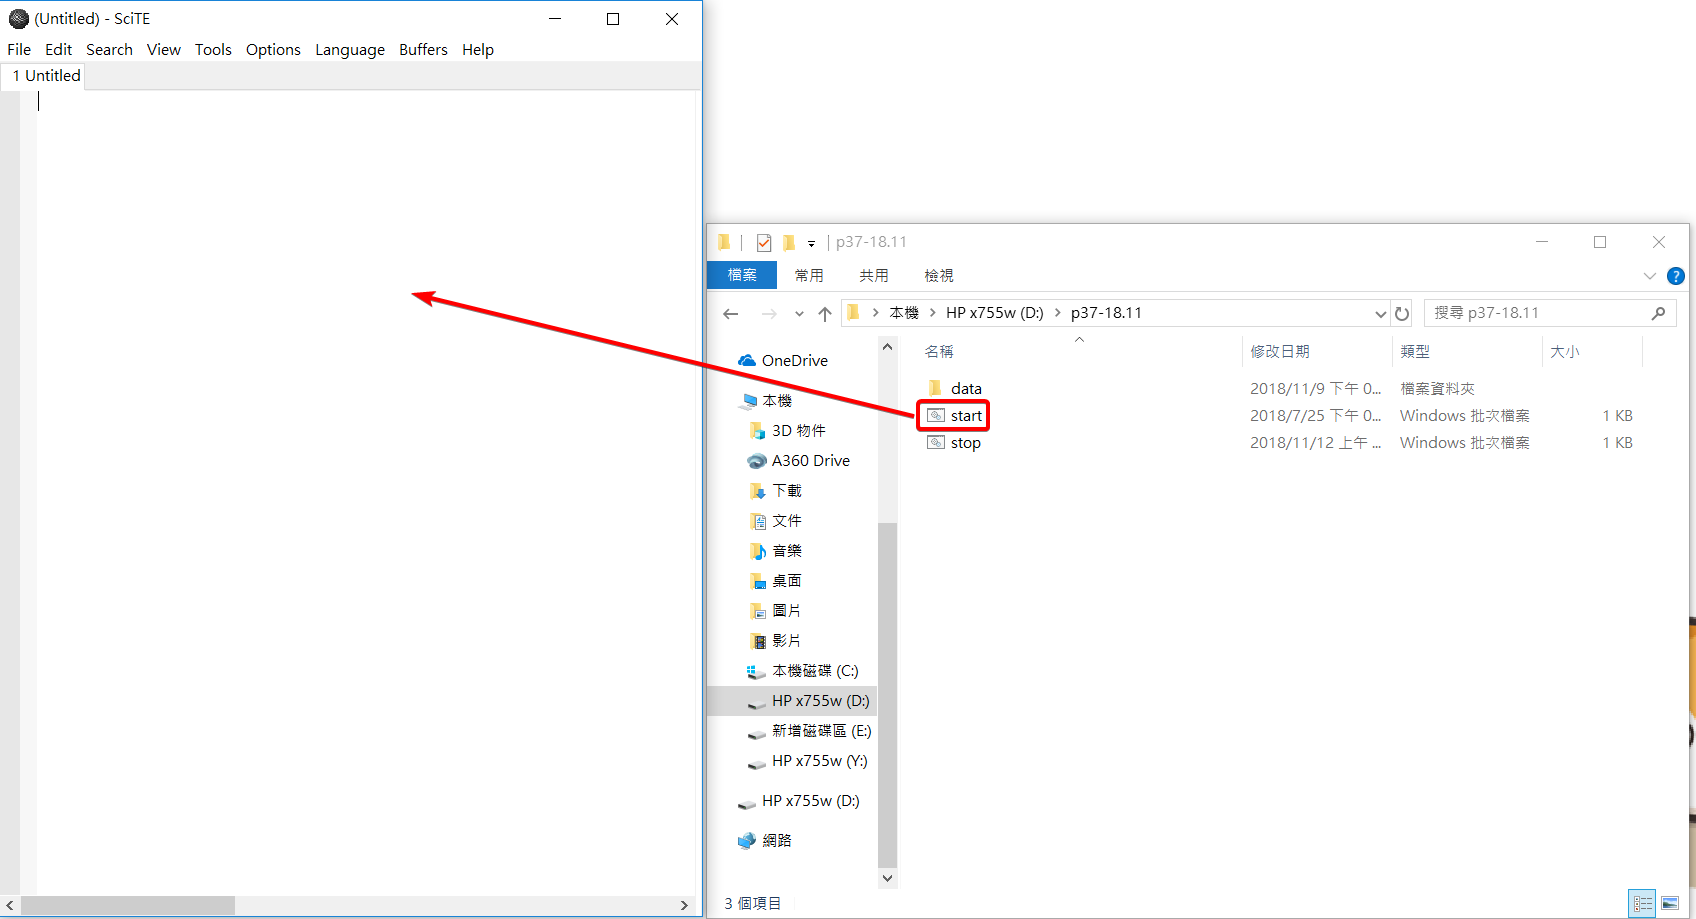 (Untitled) - SciTE
File Edit Search View Tools Options Language Buffers Help
1 Untitled
p37-18.11
檔案 常用 共用 檢視
本機 HP x755w (D:) p37-18.11
搜尋 p37-18.11
OneDrive
本機
3D 物件
A360 Drive
下載
文件
音樂
桌面
圖片
影片
本機磁碟 (C:)
HP x755w (D:)
新增磁碟區 (E:)
HP x755w (Y:)
HP x755w (D:)
網路
名稱 修改日期 類型 大小
data 2018/11/9 下午 0... 檔案資料夾
start 2018/7/25 下午 0... Windows 批次檔案 1 KB
stop 2018/11/12 上午 ... Windows 批次檔案 1 KB
3 個項目